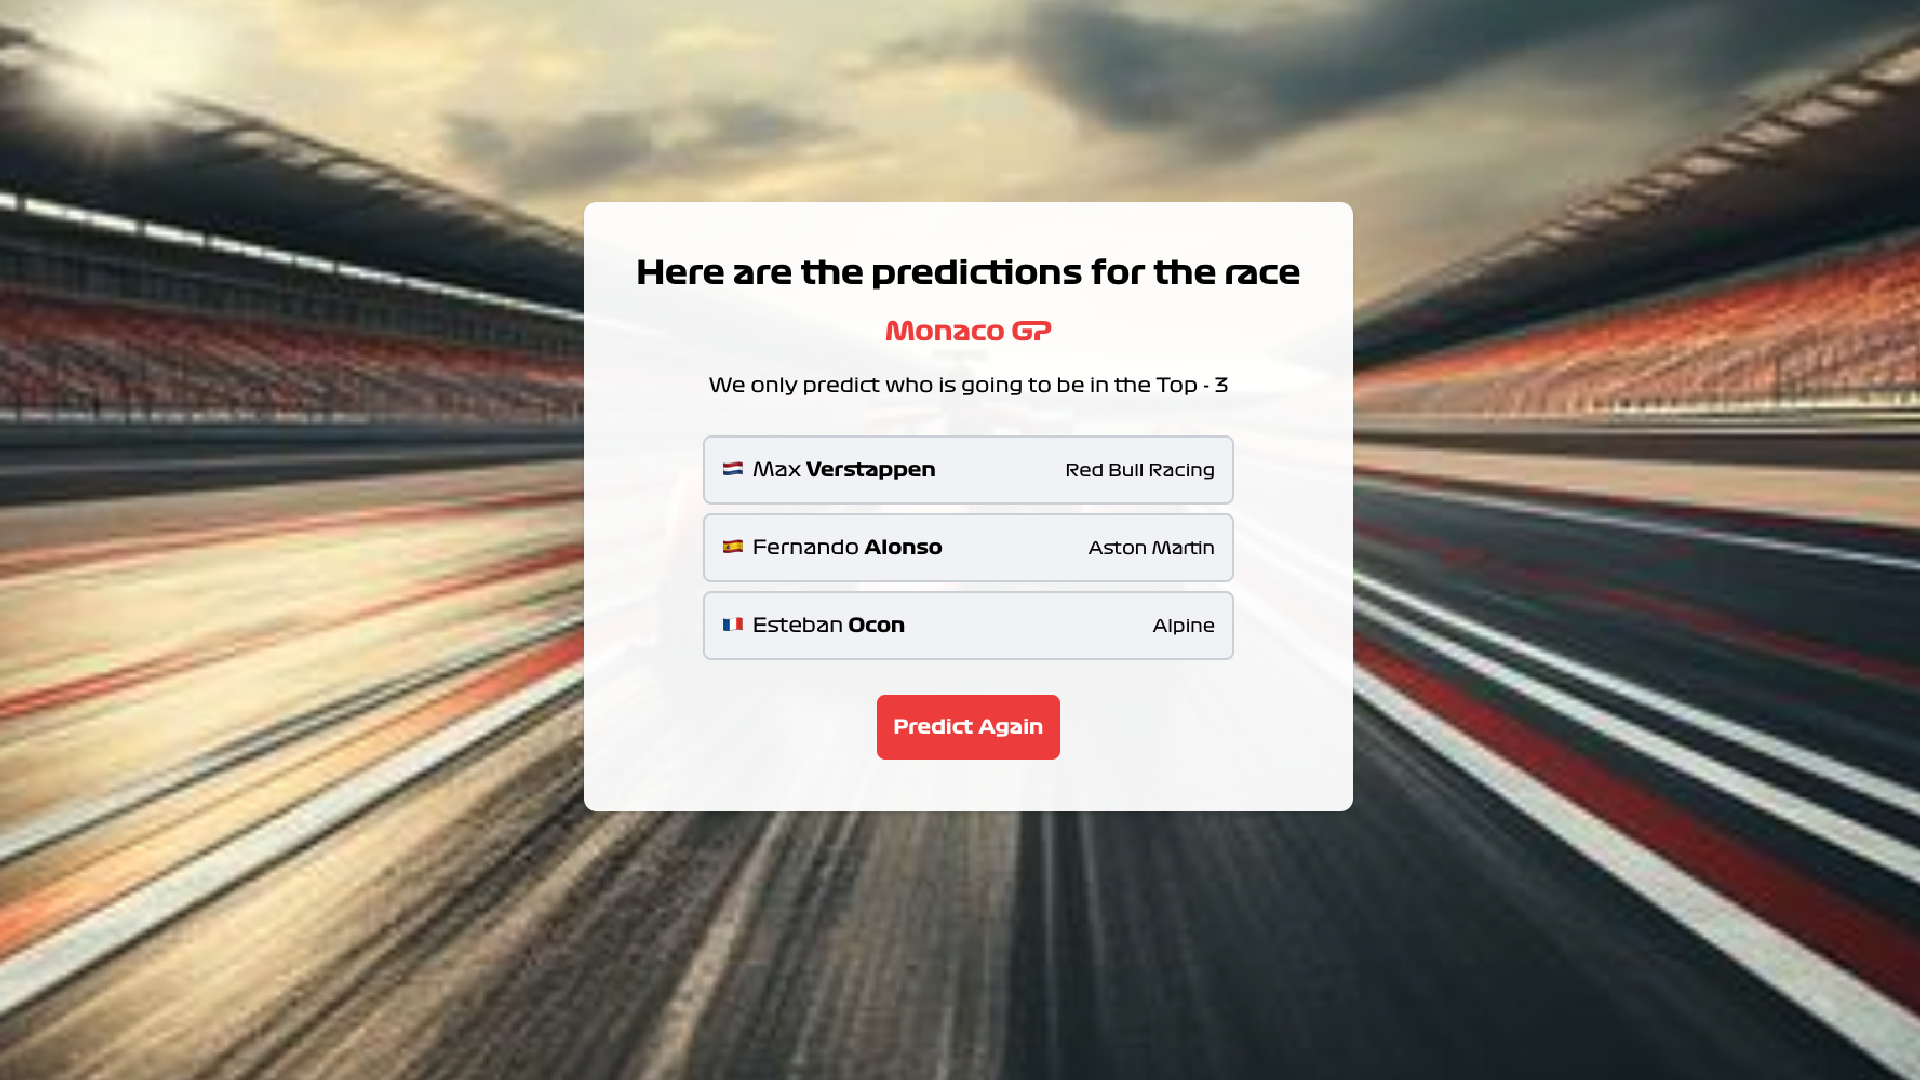 Here are the predictions for the race
Monaco GP
We only predict who is going to be in the Top - 3
Max Verstappen Red Bull Racing
Fernando Alonso Aston Martin
Esteban Ocon Alpine
Predict Again